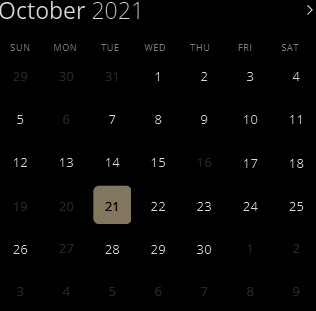 October 2021 >
SUN MON TUE WED THU FRI SAT
29 30 31 1 2 3 4
5 6 7 8 9 10 11
12 13 14 15 16 17 18
19 20 21 22 23 24 25
26 27 28 29 30 1 2
3 4 5 6 7 8 9